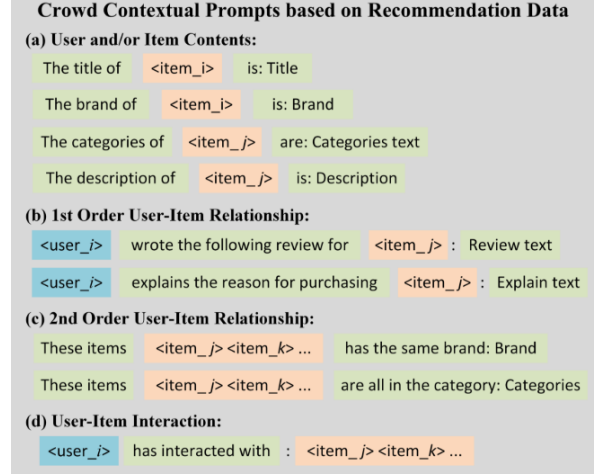 Crowd Contextual Prompts based on Recommendation Data
(a) User and/or Item Contents:
The title of <item_i> is: Title
The brand of <item_i> is: Brand
The categories of <item_j> are: Categories text
The description of <item_j> is: Description
(b) 1st Order User-Item Relationship:
<user_i> wrote the following review for <item_j> : Review text
<user_i> explains the reason for purchasing <item_j> : Explain text
(c) 2nd Order User-Item Relationship:
These items <item_j> <item_k> ... has the same brand: Brand
These items <item_j> <item_k> ... are all in the category: Categories
(d) User-Item Interaction:
<user_i> has interacted with : <item_j> <item_k> ...